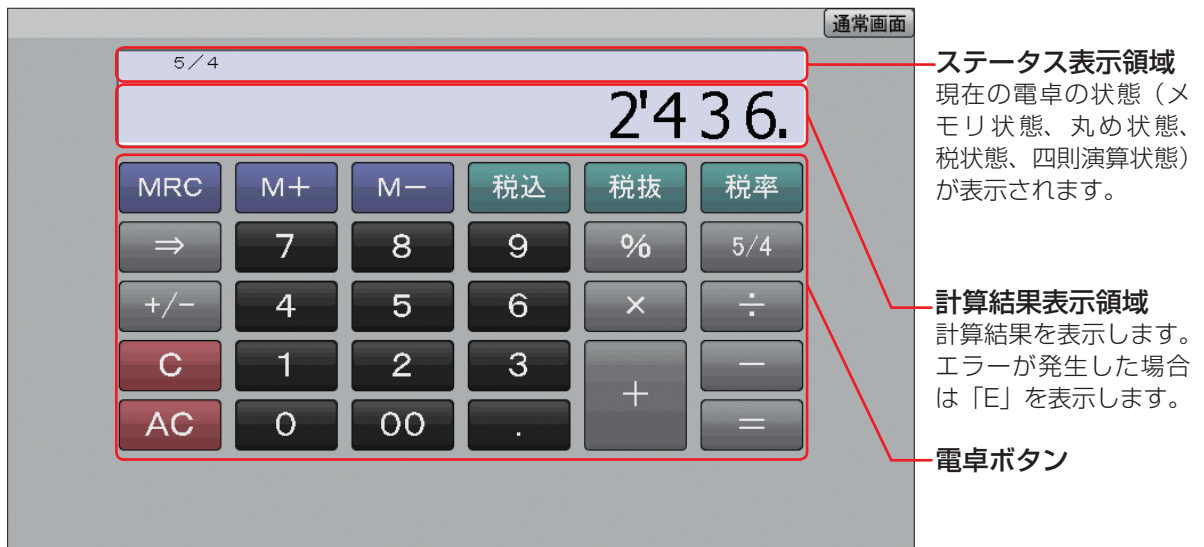 通常画面
5／4
2'436.
MRC M+ M− 税込 税抜 税率
⇒ 7 8 9 % 5/4
+/− 4 5 6 × ÷
C 1 2 3 + −
AC 0 00 . =
ステータス表示領域
現在の電卓の状態（メ
モリ状態、丸め状態、
税状態、四則演算状態）
が表示されます。
計算結果表示領域
計算結果を表示します。
エラーが発生した場合
は「E」を表示します。
電卓ボタン